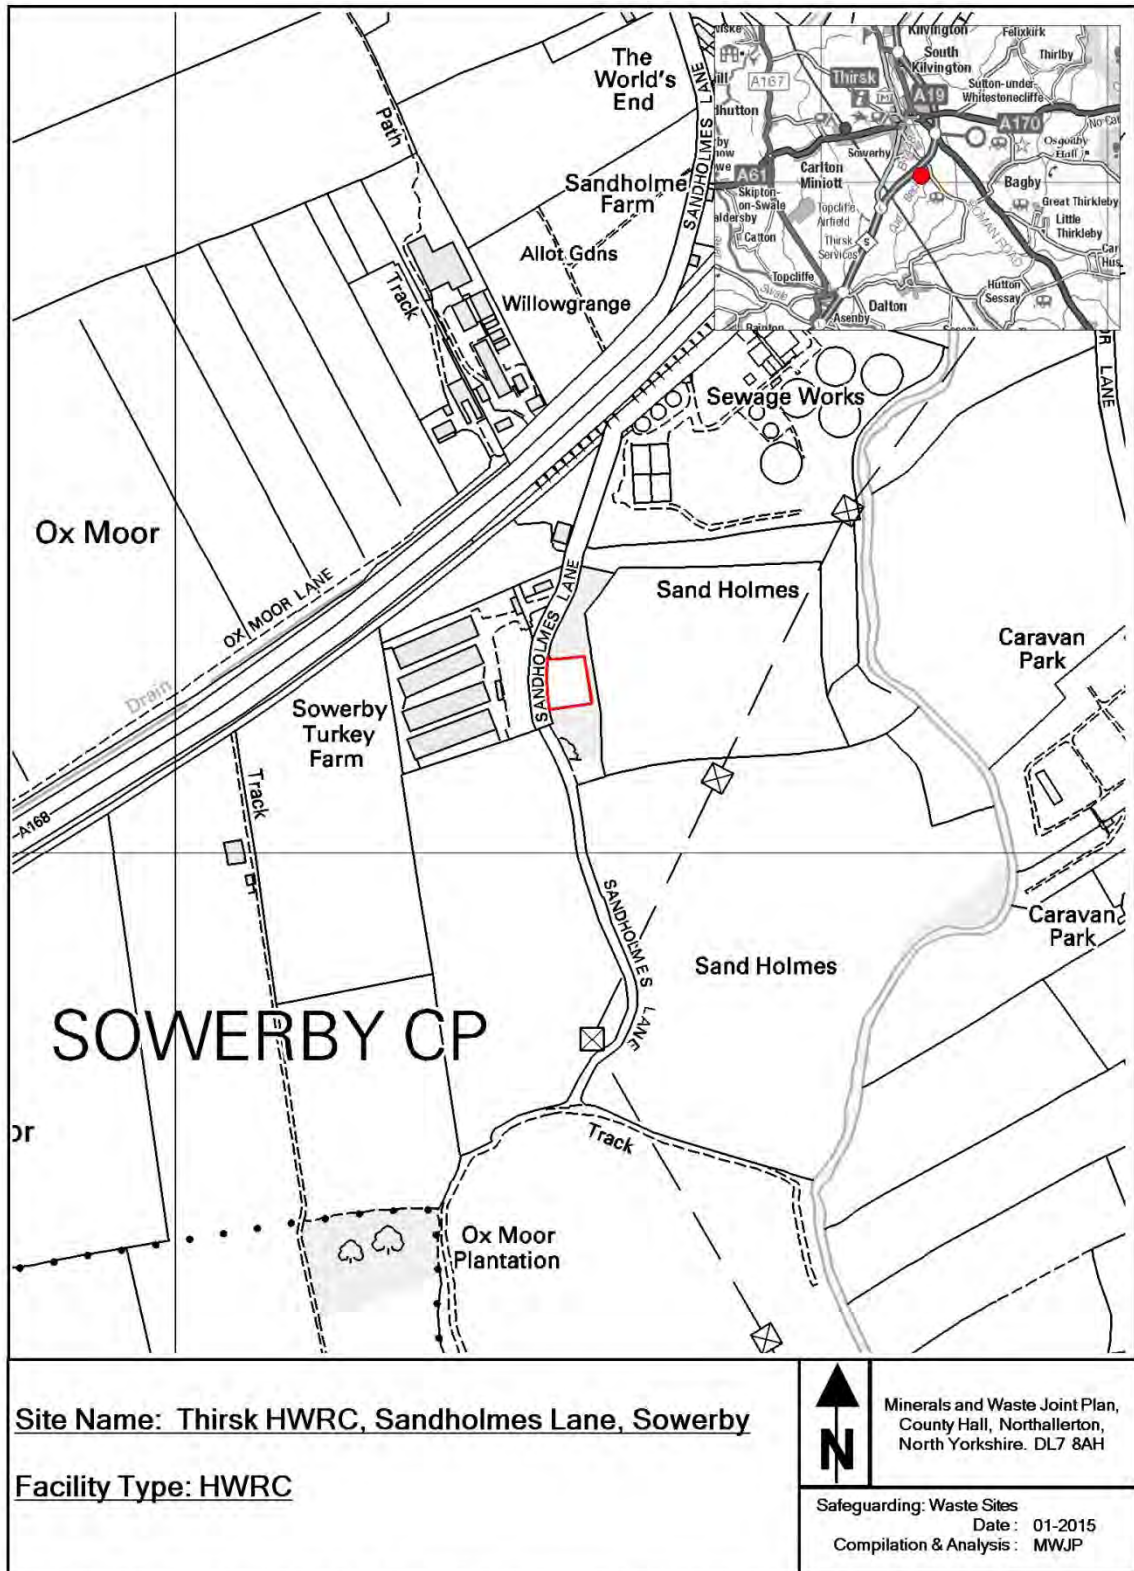 The
World's
End
SANDHOLMES LANE
Path
Sandholme
Farm
Allot Gdns
Willowgrange
Track
Kilvington
Felixkirk
South
Kilvington
Thirlby
A167
Thirsk
A19
Sutton-under-
Whitestonecliffe
A170
Sowerby
Carlton
Miniott
A61
Bagby
Skipton-
on-Swale
Topcliffe
Airfield
Great Thirkleby
Little
Thirkleby
ROMAN ROAD
Catton
Thirsk
Services
S
Topcliffe
Swale
Dalton
Hutton
Sessay
Asenby
LANE
Sewage Works
Ox Moor
OX MOOR LANE
Drain
A168
SANDHOLMES LANE
Sand Holmes
Caravan
Park
Sowerby
Turkey
Farm
Track
SANDHOLMES LANE
Caravan
Park
Sand Holmes
SOWERBY CP
or
Track
Ox Moor
Plantation
Site Name: Thirsk HWRC, Sandholmes Lane, Sowerby
Facility Type: HWRC
N
Minerals and Waste Joint Plan,
County Hall, Northallerton,
North Yorkshire. DL7 8AH
Safeguarding: Waste Sites
Date : 01-2015
Compilation & Analysis : MWJP